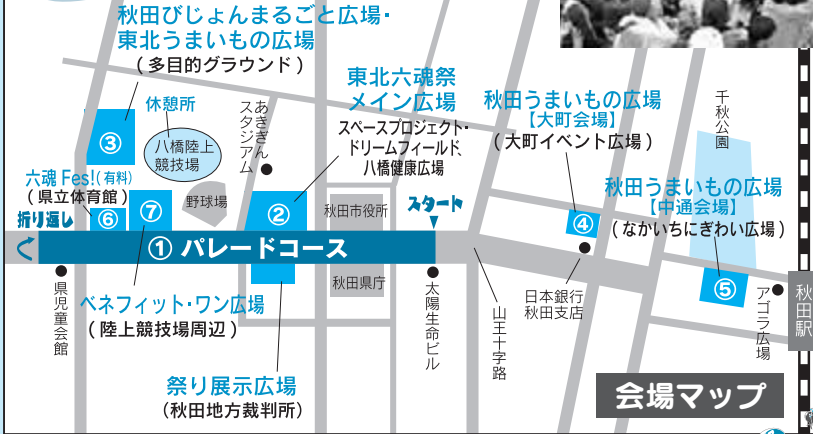 秋田びじょんまるごと広場・
東北うまいもの広場
(多目的グラウンド)
東北六魂祭
メイン広場
スペースプロジェクト・
ドリームフィールド、
八橋健康広場
秋田うまいもの広場
【大町会場】
(大町イベント広場)
千秋公園
秋田うまいもの広場
【中通会場】
(なかいちにぎわい広場)
休憩所
八橋陸上
競技場
あきぎん
スタジアム
③
六魂Fes!(有料)
(県立体育館)
⑥
⑦
野球場
②
秋田市役所
スタート
④
折り返し
① パレードコース
⑤
県児童会館
ベネフィット・ワン広場
(陸上競技場周辺)
秋田県庁
太陽生命ビル
山王十字路
日本銀行
秋田支店
アゴラ広場
秋田駅
祭り展示広場
(秋田地方裁判所)
会場マップ